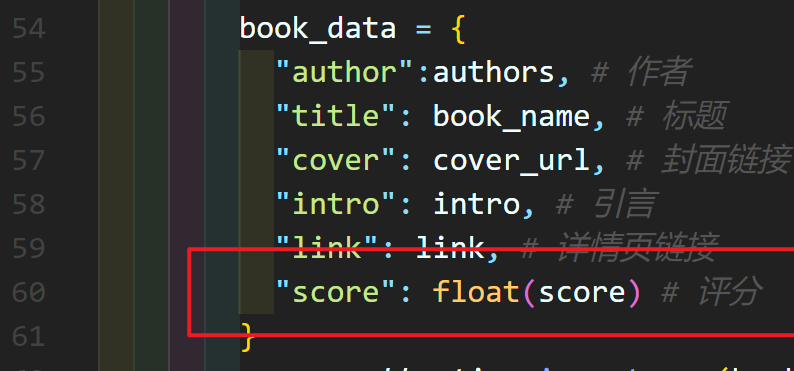 54 book_data = {
55 "author":authors, # 作者
56 "title": book_name, # 标题
57 "cover": cover_url, # 封面链接
58 "intro": intro, # 引言
59 "link": link, # 详情页链接
60 "score": float(score) # 评分
61 }